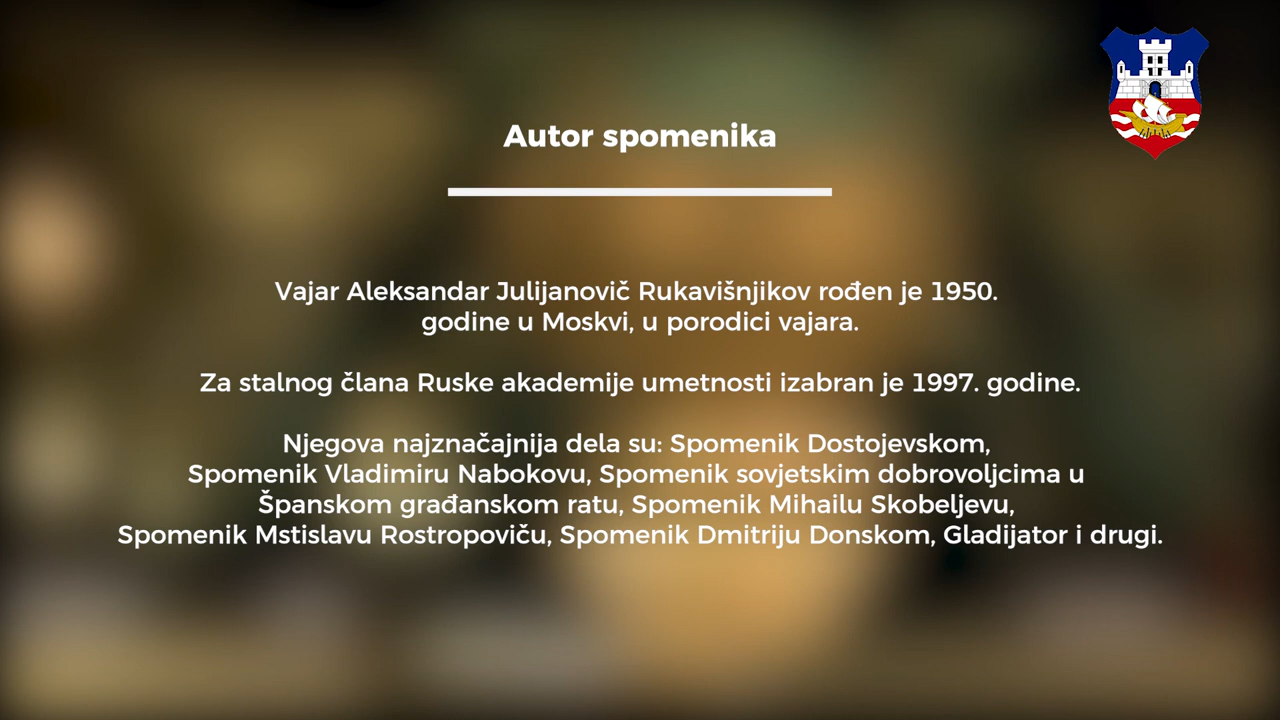 Autor spomenika
Vajar Aleksandar Julijanovič Rukavišnjikov rođen je 1950.
godine u Moskvi, u porodici vajara.
Za stalnog člana Ruske akademije umetnosti izabran je 1997. godine.
Njegova najznačajnija dela su: Spomenik Dostojevskom,
Spomenik Vladimiru Nabokovu, Spomenik sovjetskim dobrovoljcima u
Španskom građanskom ratu, Spomenik Mihailu Skobeljevu,
Spomenik Mstislavu Rostropoviču, Spomenik Dmitriju Donskom, Gladijator i drugi.